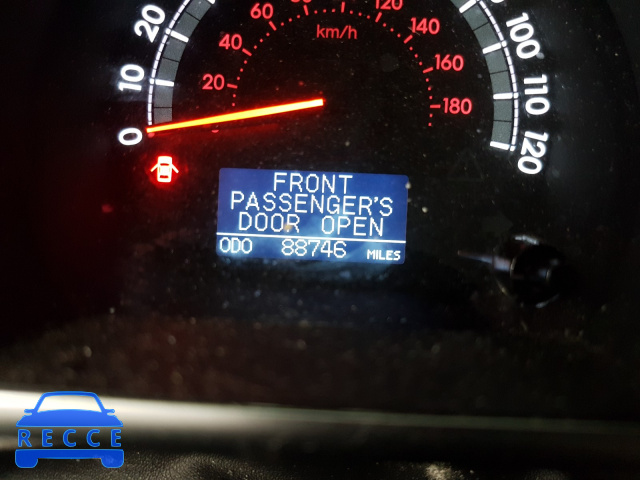 60
120
100
20
40
km/h
140
110
10
20
160
180
0
120
FRONT
PASSENGER'S
DOOR OPEN
ODO 88746 MILES
RECCE